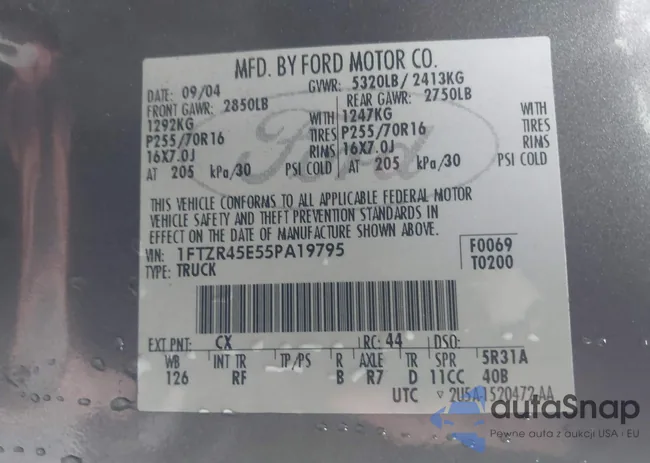 MFD. BY FORD MOTOR CO.
DATE: 09/04 GVWR: 5320LB/ 2413KG
FRONT GAWR: 2850LB REAR GAWR: 2750LB
1292KG WITH 1247KG WITH
P255/70R16 TIRES P255/70R16 TIRES
16X7.0J RIMS 16X7.0J RIMS
AT 205 kPa/30 PSI COLD AT 205 kPa/30 PSI COLD
Ford
THIS VEHICLE CONFORMS TO ALL APPLICABLE FEDERAL MOTOR
VEHICLE SAFETY AND THEFT PREVENTION STANDARDS IN
EFFECT ON THE DATE OF MANUFACTURE SHOWN ABOVE.
VIN: 1FTZR45E55PA19795 F0069
TYPE: TRUCK T0200
EXT PNT: CX RC: 44 DSO:
WB INT TR TP/PS R AXLE TR SPR 5R31A
126 RF B R7 D 11CC 40B
UTC ▽ 2U5A-1520472-AA
autaSnap
Pewne auta z aukcji USA i EU